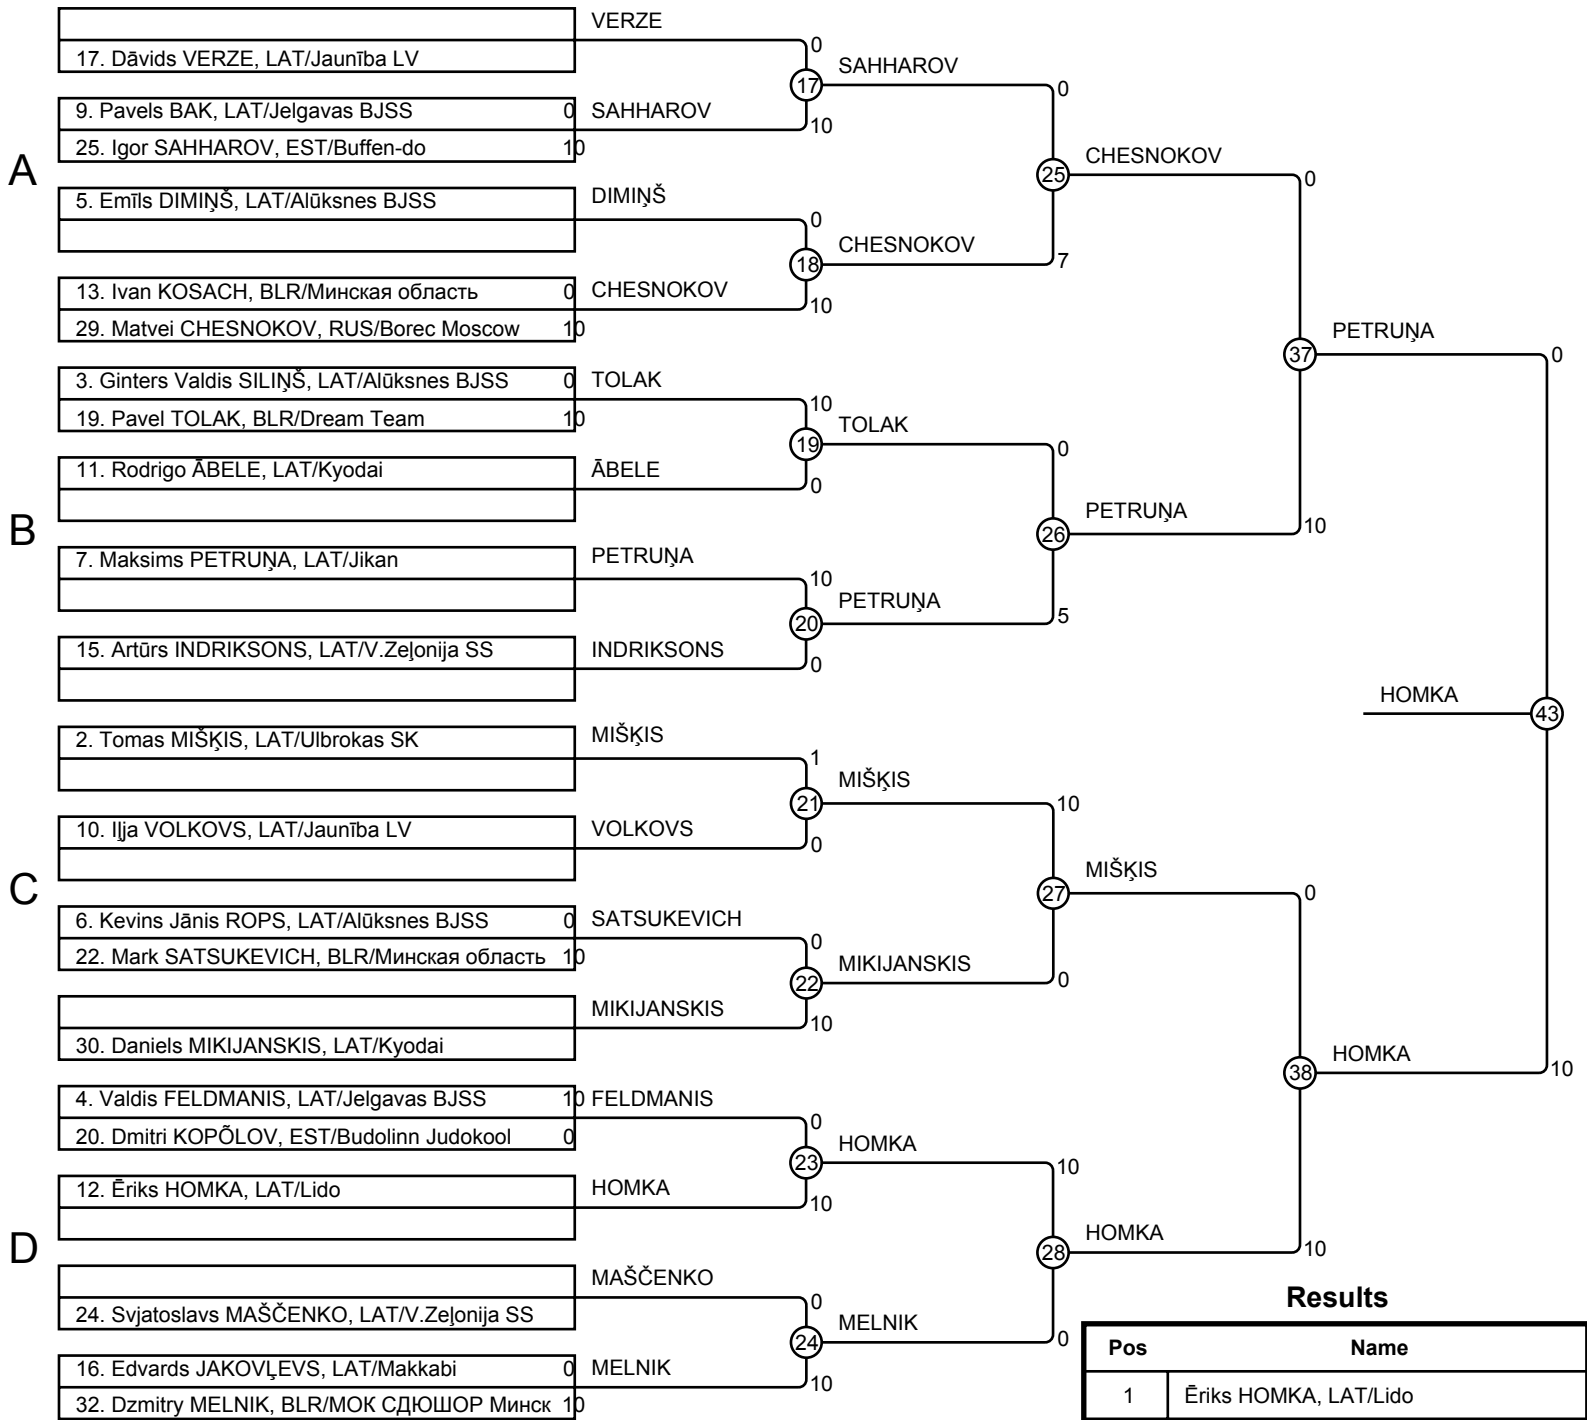 VERZE
17. Dāvids VERZE, LAT/Jaunība LV
0
17
SAHHAROV
0
9. Pavels BAK, LAT/Jelgavas BJSS 0
SAHHAROV
10
25. Igor SAHHAROV, EST/Buffen-do 10
A
25
CHESNOKOV
0
5. Emīls DIMIŅŠ, LAT/Alūksnes BJSS
DIMIŅŠ
0
18
CHESNOKOV
7
13. Ivan KOSACH, BLR/Минская область 0
CHESNOKOV
10
29. Matvei CHESNOKOV, RUS/Borec Moscow 10
37
PETRUŅA
0
3. Ginters Valdis SILIŅŠ, LAT/Alūksnes BJSS 0
TOLAK
10
19. Pavel TOLAK, BLR/Dream Team 10
19
TOLAK
0
11. Rodrigo ĀBELE, LAT/Kyodai
ĀBELE
0
B
26
PETRUŅA
10
7. Maksims PETRUŅA, LAT/Jikan
PETRUŅA
10
20
PETRUŅA
5
15. Artūrs INDRIKSONS, LAT/V.Zeļonija SS
INDRIKSONS
0
HOMKA
43
2. Tomas MIŠĶIS, LAT/Ulbrokas SK
MIŠĶIS
1
21
MIŠĶIS
10
10. Iļja VOLKOVS, LAT/Jaunība LV
VOLKOVS
0
C
27
MIŠĶIS
0
6. Kevins Jānis ROPS, LAT/Alūksnes BJSS 0
SATSUKEVICH
0
22. Mark SATSUKEVICH, BLR/Минская область 10
22
MIKIJANSKIS
0
MIKIJANSKIS
10
30. Daniels MIKIJANSKIS, LAT/Kyodai
38
HOMKA
10
4. Valdis FELDMANIS, LAT/Jelgavas BJSS 10
FELDMANIS
0
20. Dmitri KOPÕLOV, EST/Budolinn Judokool 0
23
HOMKA
10
12. Ēriks HOMKA, LAT/Lido
HOMKA
10
D
28
HOMKA
10
MAŠČENKO
0
24. Svjatoslavs MAŠČENKO, LAT/V.Zeļonija SS
24
MELNIK
0
16. Edvards JAKOVĻEVS, LAT/Makkabi 0
MELNIK
10
32. Dzmitry MELNIK, BLR/МОК СДЮШОР Минск 10
Results
Pos Name
1 Ēriks HOMKA, LAT/Lido